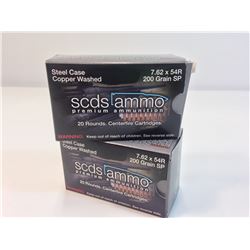 Steel Case
Copper Washed
7.62 x 54R
200 Grain SP
scds ammo
premium ammunition
20 Rounds. Centerfire Cartridges
WARNING: Keep out of reach of children. See reverse side.
Steel Case
Copper Washed
7.62 x 54R
200 Grain SP
scds ammo
premium ammunition
20 Rounds. Centerfire Cartridges